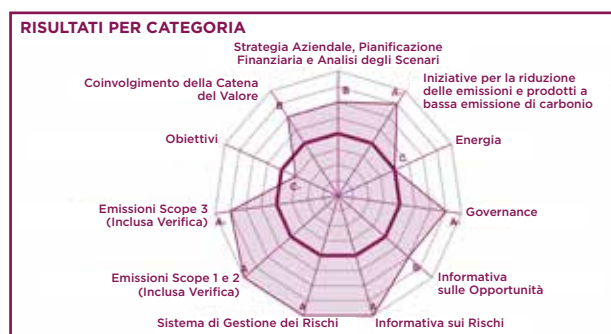 RISULTATI PER CATEGORIA
Strategia Aziendale, Pianificazione
Finanziaria e Analisi degli Scenari
Iniziative per la riduzione
delle emissioni e prodotti a
bassa emissione di carbonio
Energia
Governance
Informativa
sulle Opportunità
Informativa sui Rischi
Sistema di Gestione dei Rischi
Emissioni Scope 1 e 2
(Inclusa Verifica)
Emissioni Scope 3
(Inclusa Verifica)
Obiettivi
Coinvolgimento della Catena
del Valore
B
A-
A-
A
C